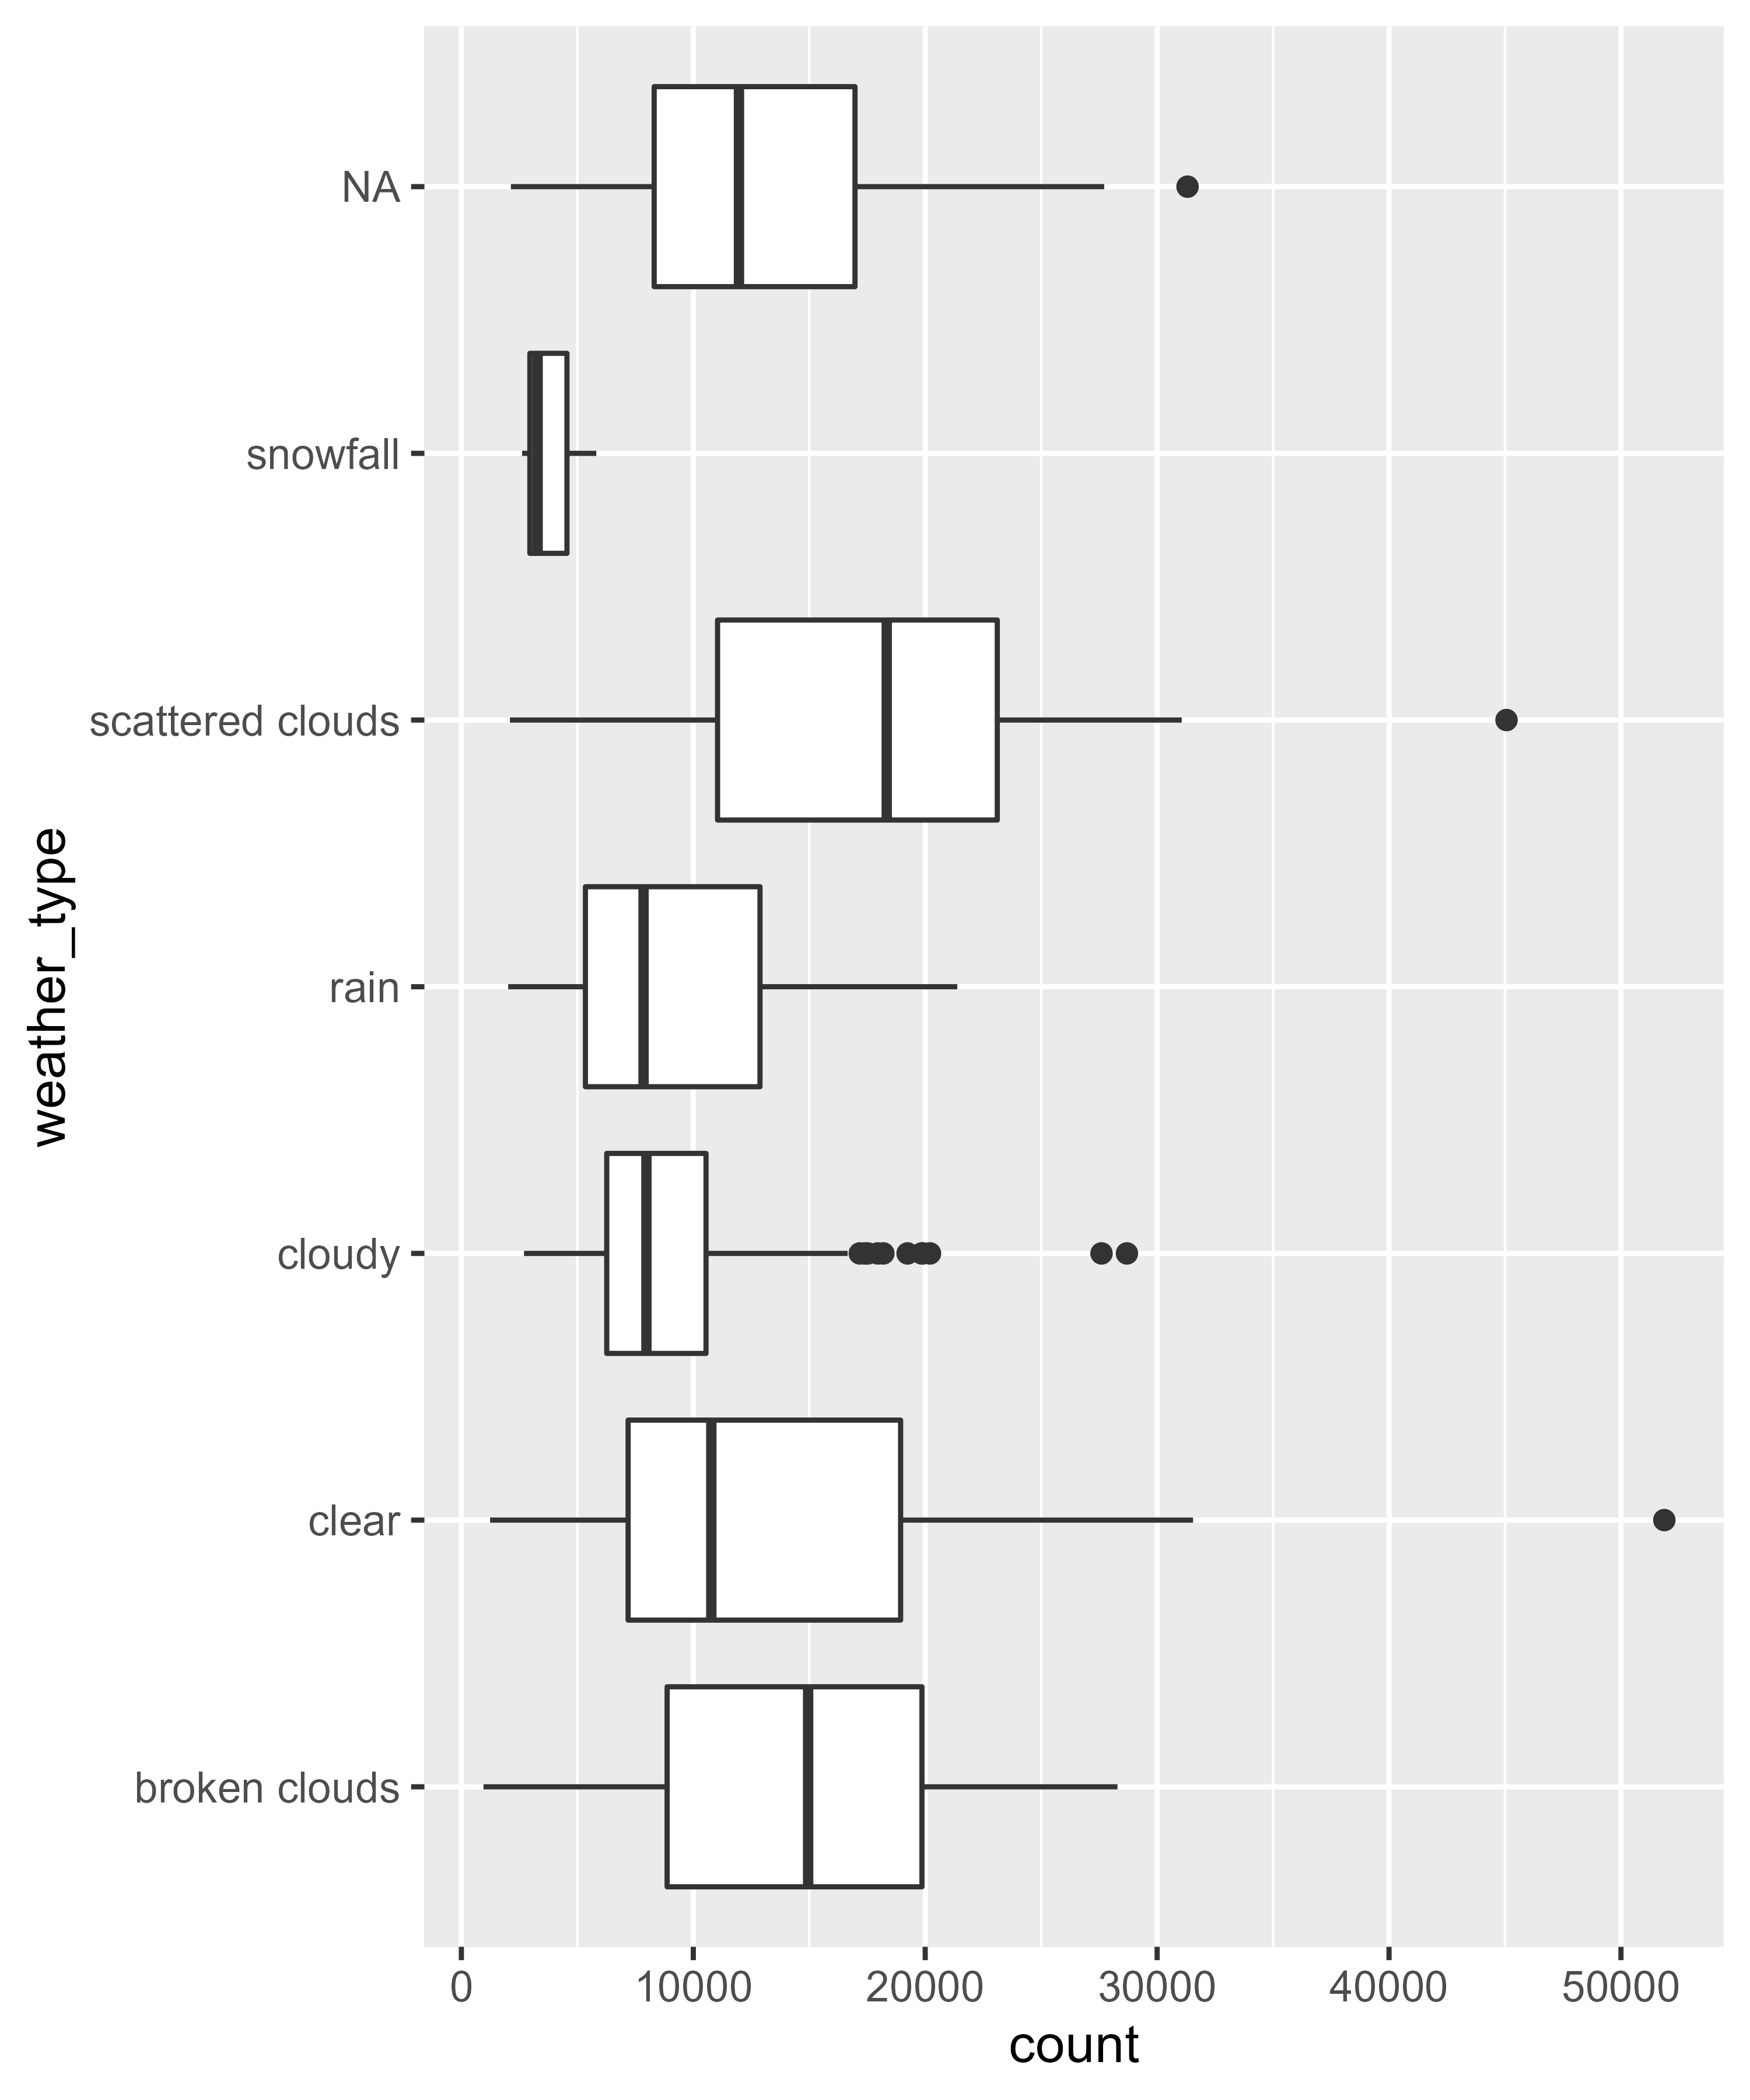 weather_type
NA
snowfall
scattered clouds
rain
cloudy
clear
broken clouds
0 10000 20000 30000 40000 50000
count